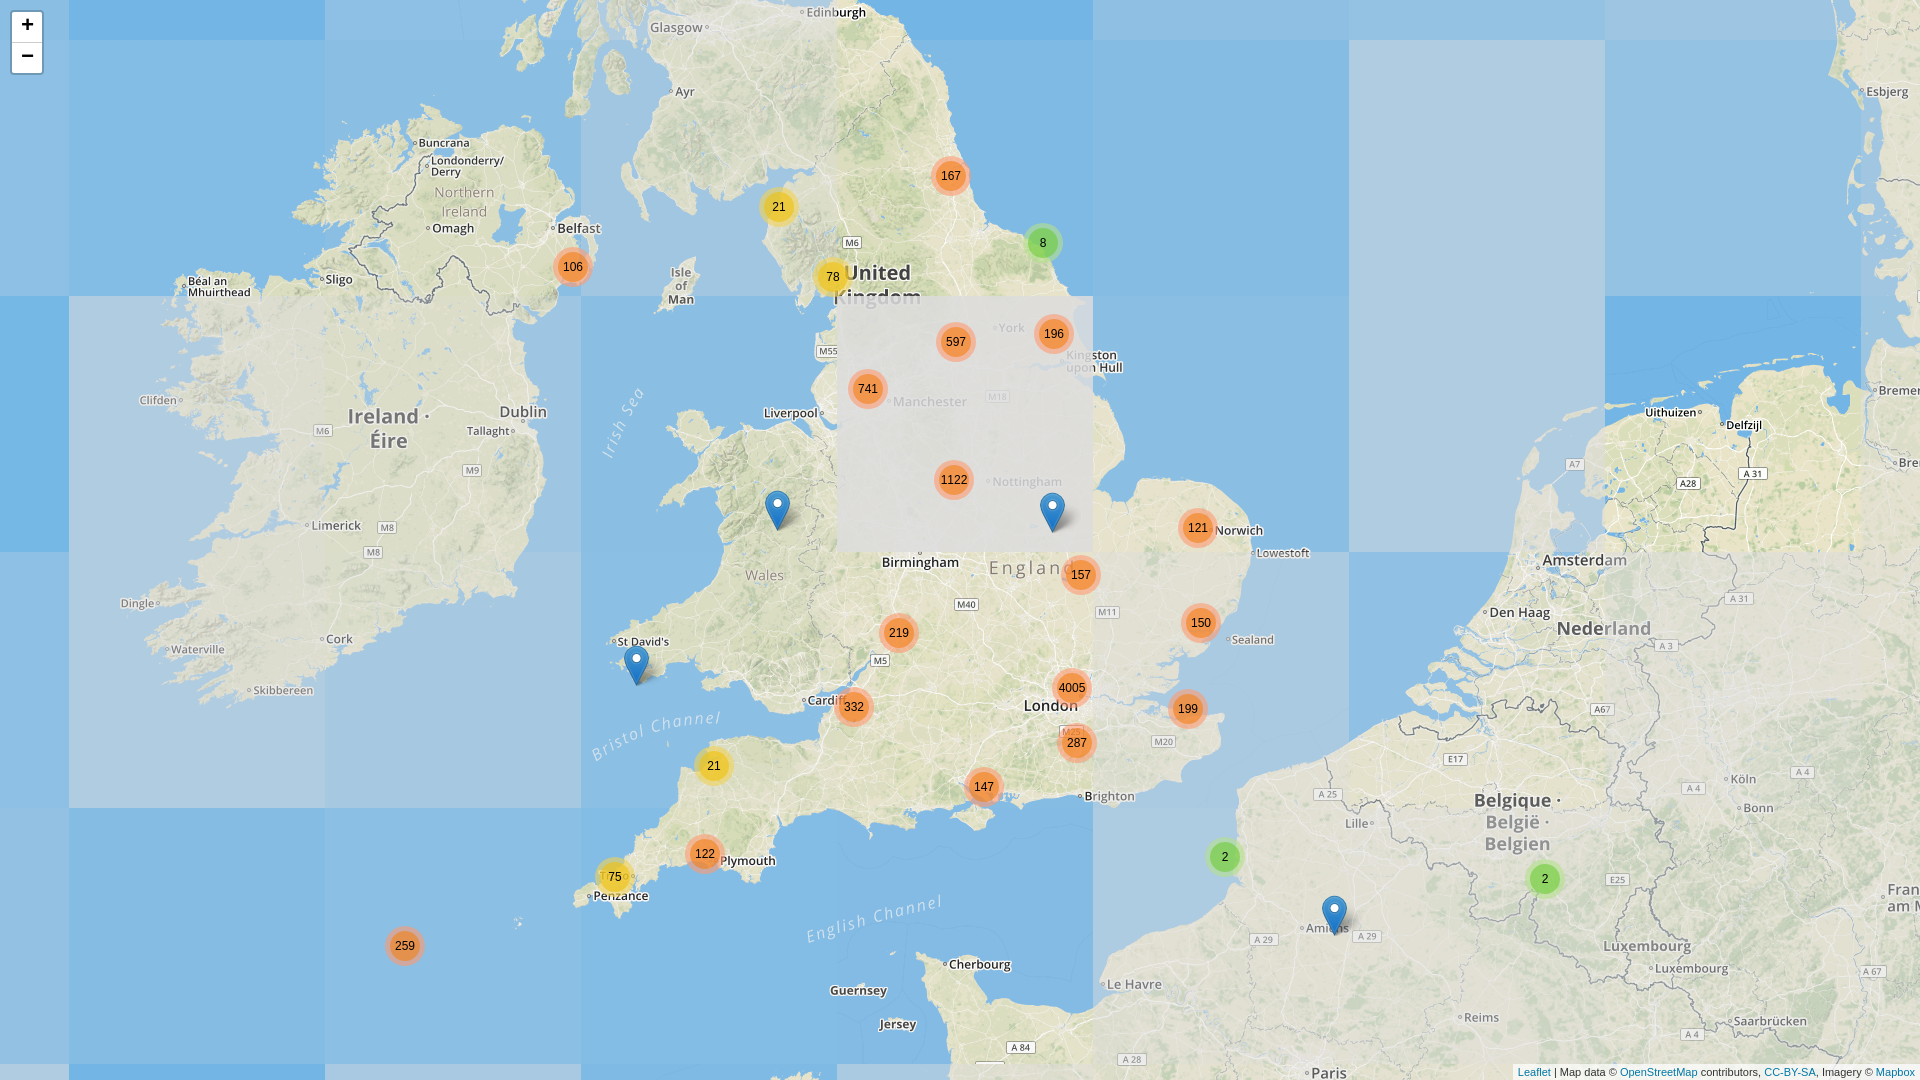 +
−
Glasgow
Edinburgh
Ayr
Esbjerg
Buncrana
Londonderry/
Derry
Northern
Ireland
Omagh
Belfast
167
21
8
106
M6
78
United
Kingdom
Isle
of
Man
Béal an
Mhuirthead
Sligo
597
York
196
M55
Kingston
upon Hull
741
Manchester
M18
Clifden
Liverpool
Irish Sea
Ireland ·
Éire
Dublin
M6
Tallaght
M9
Uithuizen
Delfzijl
A7
A 31
A28
1122
Nottingham
Limerick
M8
M8
121
Norwich
Lowestoft
Birmingham
England
157
Wales
Amsterdam
Dingle
M40
M11
A 31
Den Haag
Nederland
Cork
Waterville
St David's
219
150
Sealand
M5
A 3
Skibbereen
4005
London
Cardiff
332
199
A67
Bristol Channel
287
M20
21
E17
147
Brighton
A 25
Köln
A 4
Bonn
A 4
Belgique ·
België ·
Belgien
Lille
122
Plymouth
2
75
Penzance
2
E25
English Channel
Amiens
A 29
A 29
259
Luxembourg
Luxembourg
A 67
Cherbourg
Le Havre
Guernsey
Jersey
Reims
Saarbrücken
A 4
A 84
A 28
Paris
Leaflet | Map data © OpenStreetMap contributors, CC-BY-SA, Imagery © Mapbox